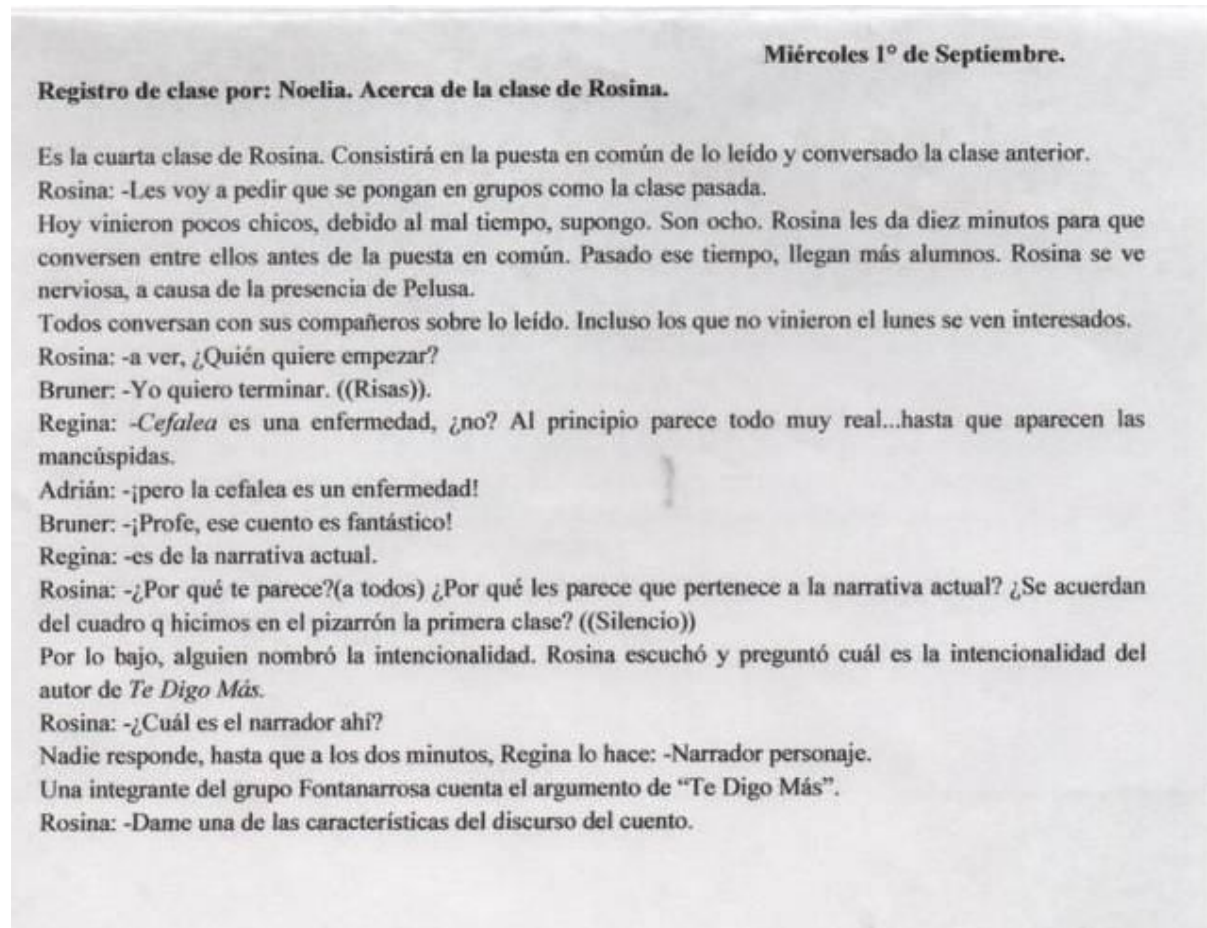 Miércoles 1º de Septiembre.
Registro de clase por: Noelia. Acerca de la clase de Rosina.
Es la cuarta clase de Rosina. Consistirá en la puesta en común de lo leído y conversado la clase anterior.
Rosina: -Les voy a pedir que se pongan en grupos como la clase pasada.
Hoy vinieron pocos chicos, debido al mal tiempo, supongo. Son ocho. Rosina les da diez minutos para que
conversen entre ellos antes de la puesta en común. Pasado ese tiempo, llegan más alumnos. Rosina se ve
nerviosa, a causa de la presencia de Pelusa.
Todos conversan con sus compañeros sobre lo leído. Incluso los que no vinieron el lunes se ven interesados.
Rosina: -a ver, ¿Quién quiere empezar?
Bruner: -Yo quiero terminar. ((Risas)).
Regina: -Cefalea es una enfermedad, ¿no? Al principio parece todo muy real...hasta que aparecen las
mancúspidas.
Adrián: -¡pero la cefalea es un enfermedad!
Bruner: -¡Profe, ese cuento es fantástico!
Regina: -es de la narrativa actual.
Rosina: -¿Por qué te parece?(a todos) ¿Por qué les parece que pertenece a la narrativa actual? ¿Se acuerdan
del cuadro q hicimos en el pizarrón la primera clase? ((Silencio))
Por lo bajo, alguien nombró la intencionalidad. Rosina escuchó y preguntó cuál es la intencionalidad del
autor de Te Digo Más.
Rosina: -¿Cuál es el narrador ahí?
Nadie responde, hasta que a los dos minutos, Regina lo hace: -Narrador personaje.
Una integrante del grupo Fontanarrosa cuenta el argumento de “Te Digo Más”.
Rosina: -Dame una de las características del discurso del cuento.